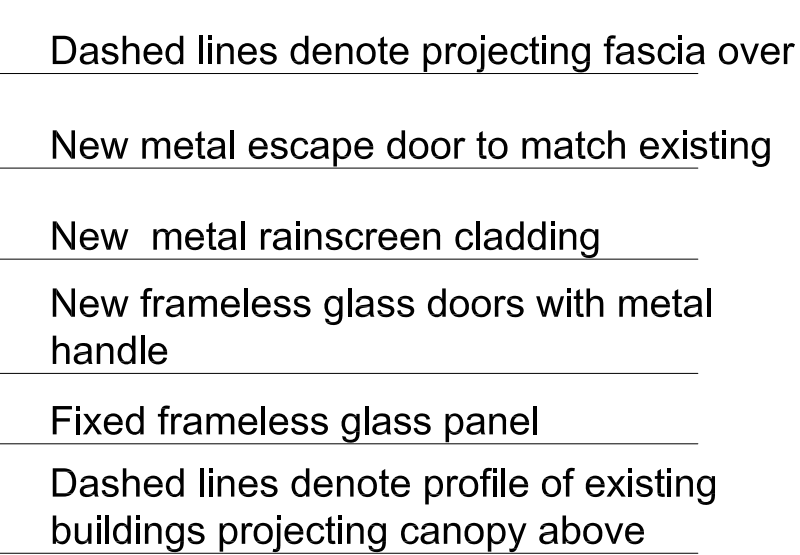 Dashed lines denote projecting fascia over
New metal escape door to match existing
New  metal rainscreen cladding
New frameless glass doors with metal
handle
Fixed frameless glass panel
Dashed lines denote profile of existing
buildings projecting canopy above